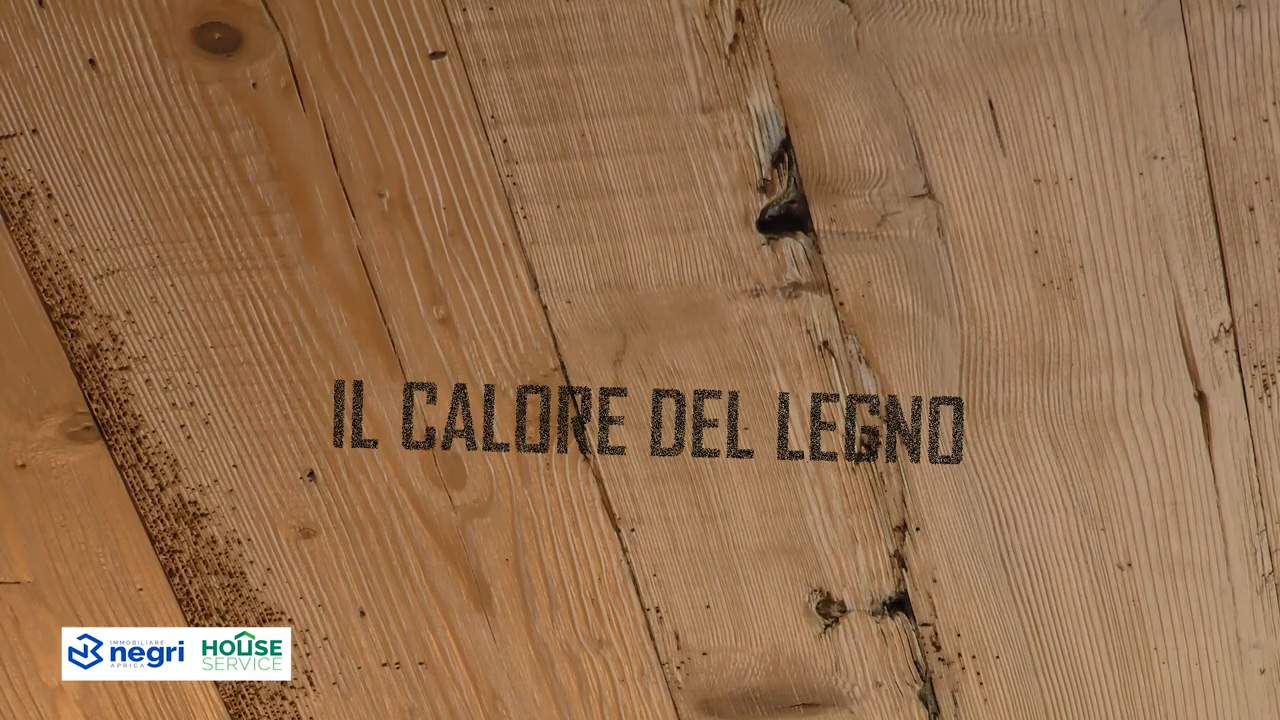 IL CALORE DEL LEGNO
IMMOBILIARE
negri
APRICA
HOUSE
SERVICE